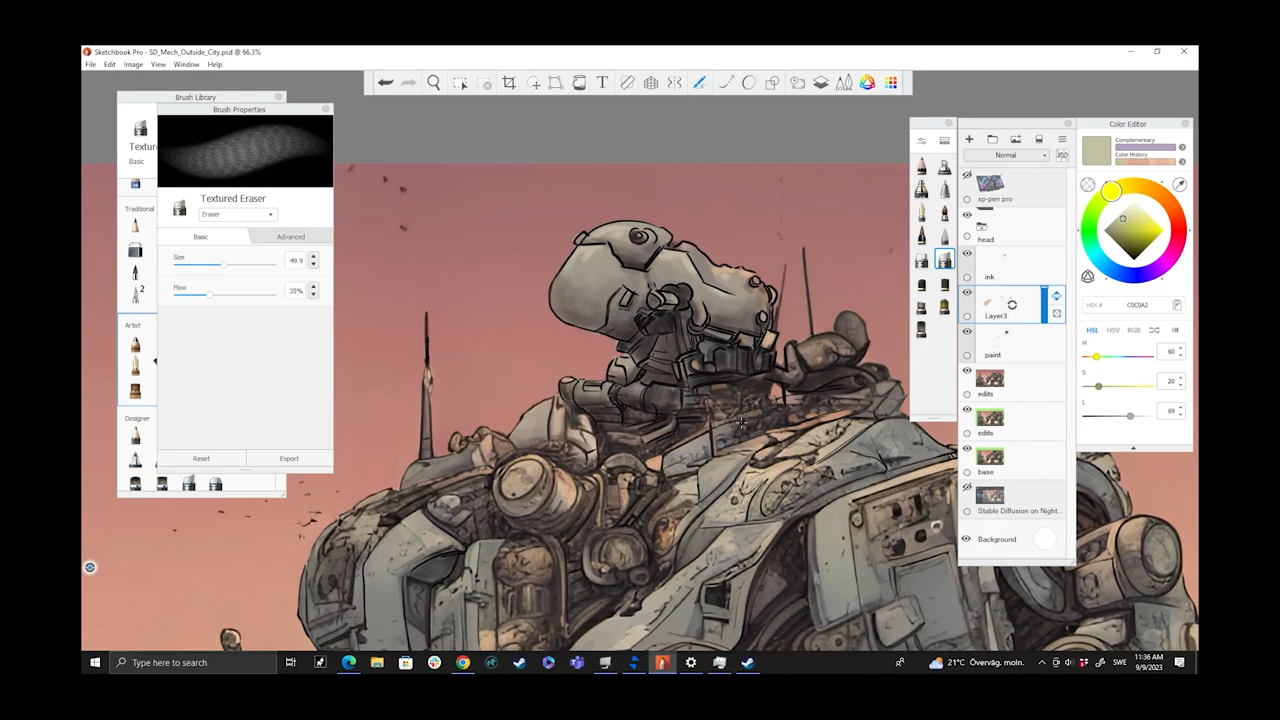 Sketchbook Pro - SD_Mech_Outside_City.psd @ 66.3%
File Edit Image View Window Help
Brush Library
Brush Properties
Textur
Basic
Textured Eraser
Eraser
Basic Advanced
Size 49.9
Flow 35%
Reset Export
Traditional
2
Artist
Designer
T
Normal
xp-pen pro
head
ink
Layer3
paint
edits
edits
base
Stable Diffusion on Night...
Background
Color Editor
Complementary
Color History
HEX # C0C0A2
HSL HSV RGB
H 60
S 20
L 69
Type here to search
21°C Överväg. moln.
SWE
11:36 AM
9/9/2023